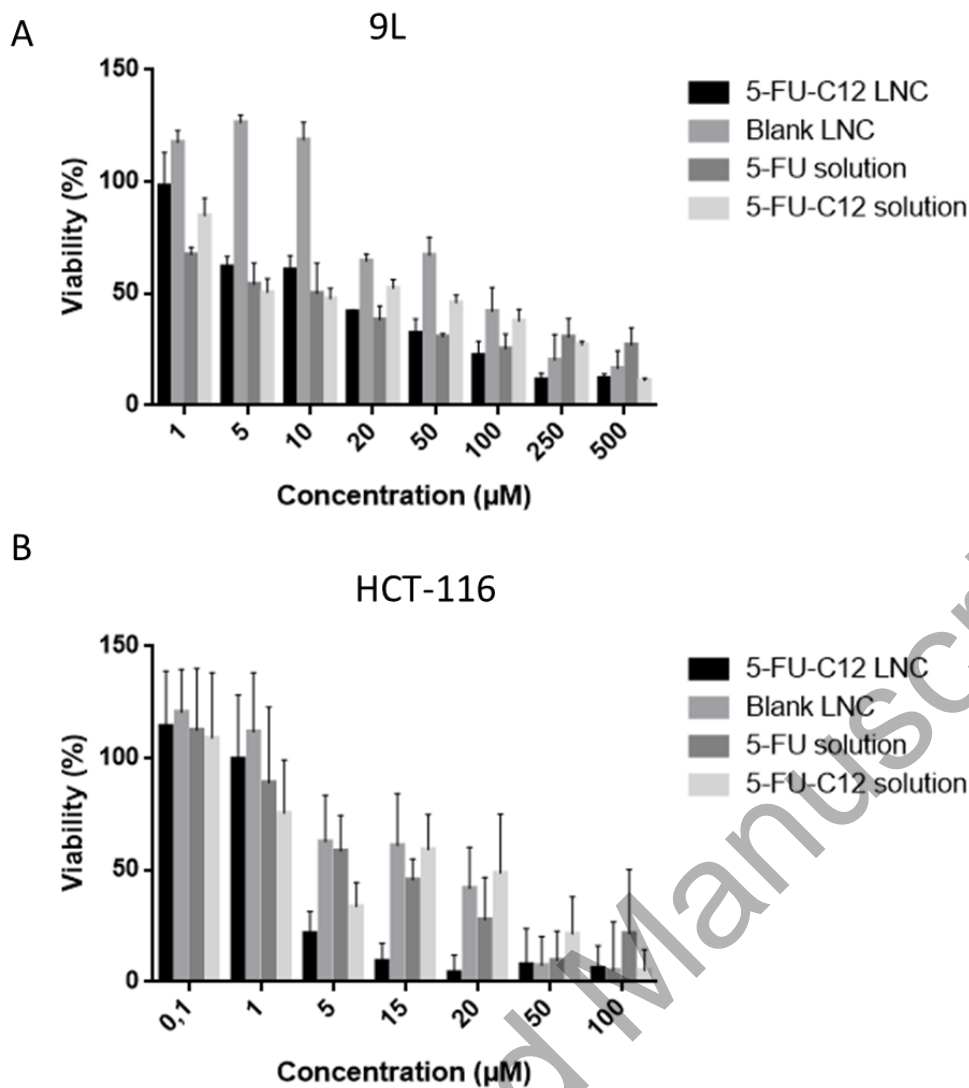 A
9L
150
100
50
0
Viability (%)
1 5 10 20 50 100 250 500
Concentration (µM)
5-FU-C12 LNC
Blank LNC
5-FU solution
5-FU-C12 solution
B
HCT-116
150
100
50
0
Viability (%)
0,1 1 5 15 20 50 100
Concentration (µM)
5-FU-C12 LNC
Blank LNC
5-FU solution
5-FU-C12 solution